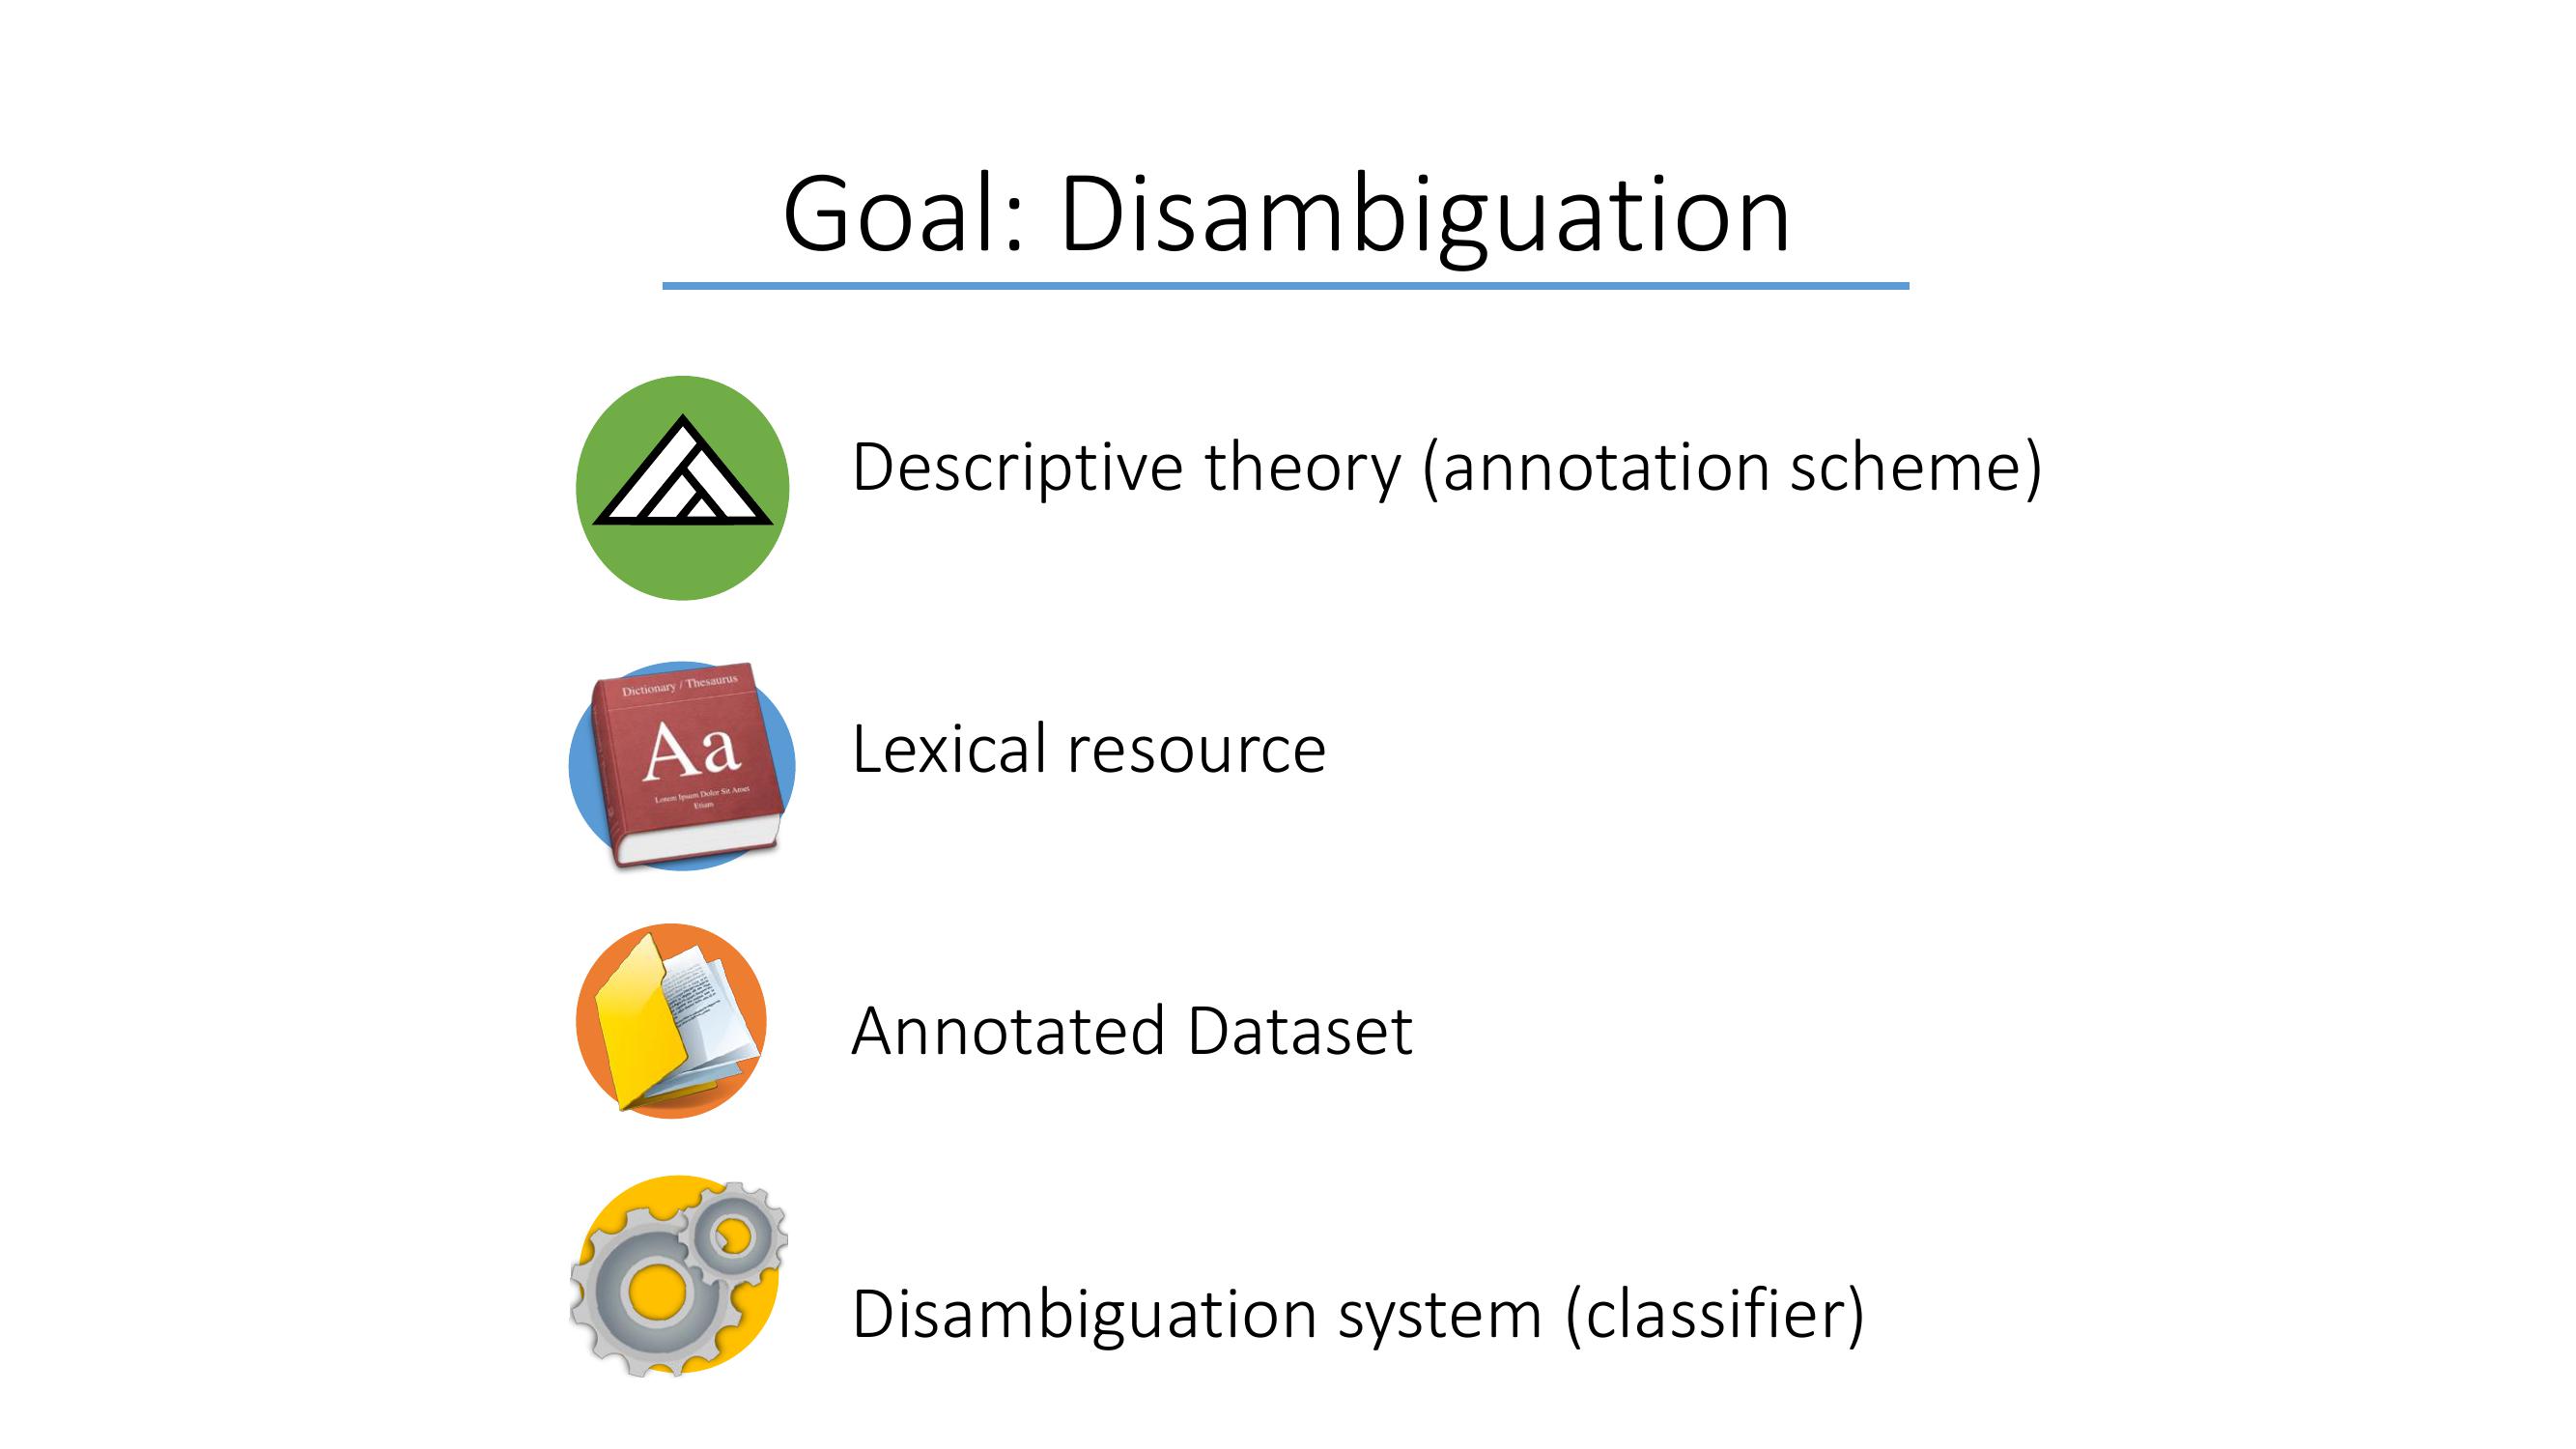 Goal: Disambiguation
Descriptive theory (annotation scheme)
Dictionary / Thesaurus
Aa
Lorem Ipsum Dolor Sit Amet
Etiam
Lexical resource
Annotated Dataset
Disambiguation system (classifier)